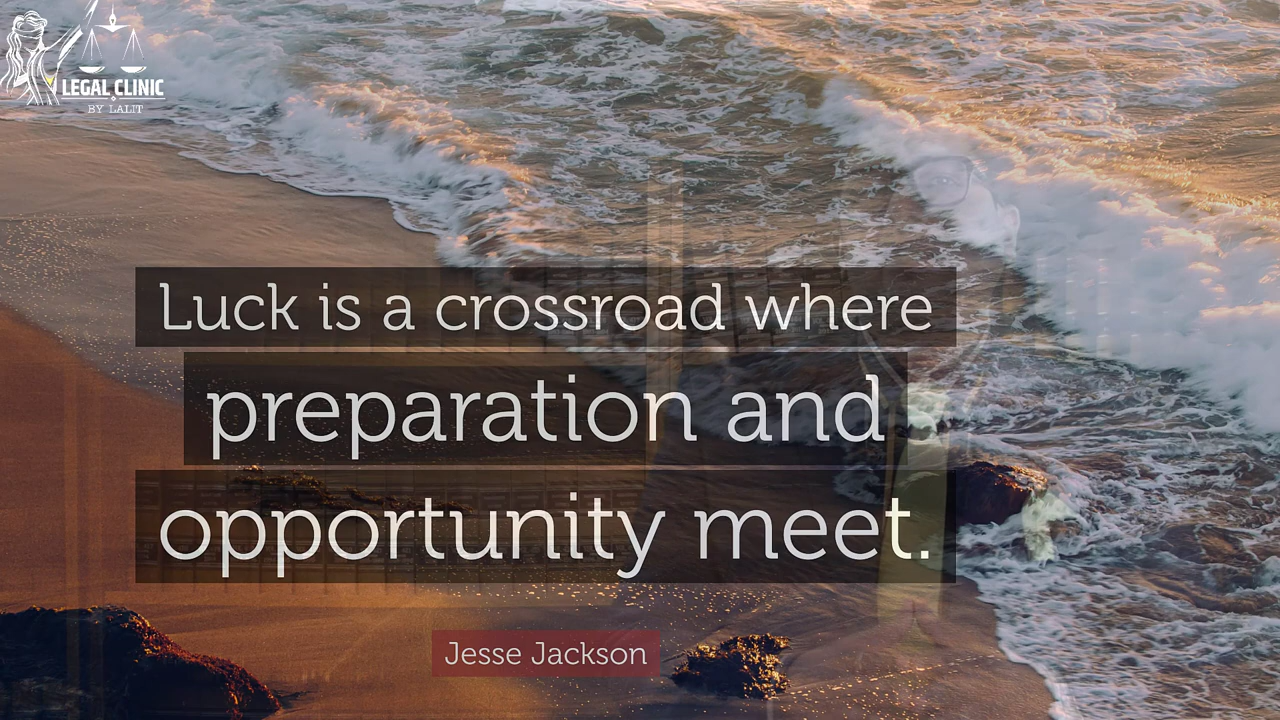 LEGAL CLINIC
BY LALIT
Luck is a crossroad where
preparation and
opportunity meet.
Jesse Jackson